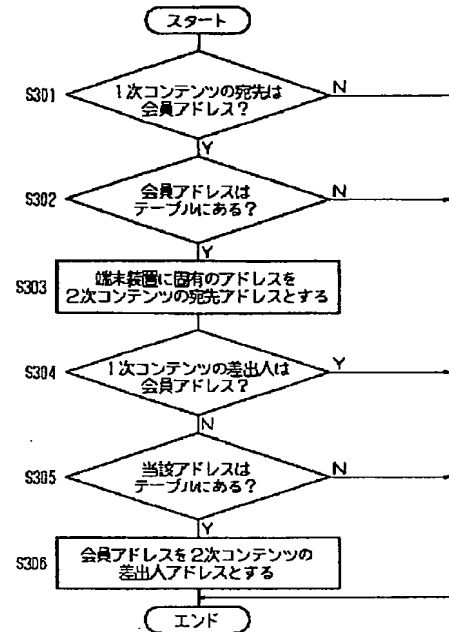 スタート
S301
1次コンテンツの宛先は
会員アドレス?
N
Y
S302
会員アドレスは
テーブルにある?
N
Y
S303
端末装置に固有のアドレスを
2次コンテンツの宛先アドレスとする
S304
1次コンテンツの差出人は
会員アドレス?
Y
N
S305
当該アドレスは
テーブルにある?
N
Y
S306
会員アドレスを2次コンテンツの
差出人アドレスとする
エンド